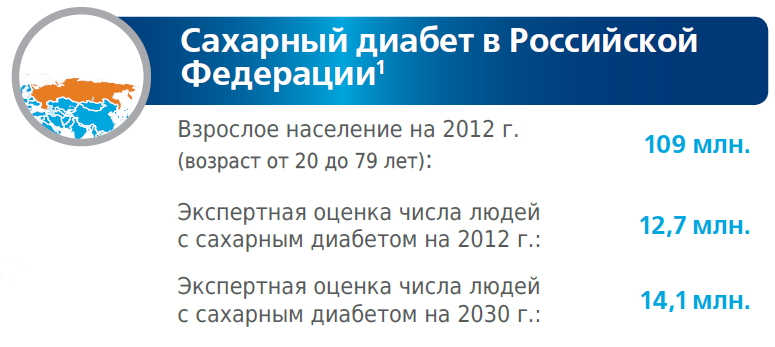 Сахарный диабет в Российской
Федерации1
Взрослое население на 2012 г.
(возраст от 20 до 79 лет):
109 млн.
Экспертная оценка числа людей
с сахарным диабетом на 2012 г.:
12,7 млн.
Экспертная оценка числа людей
с сахарным диабетом на 2030 г.:
14,1 млн.